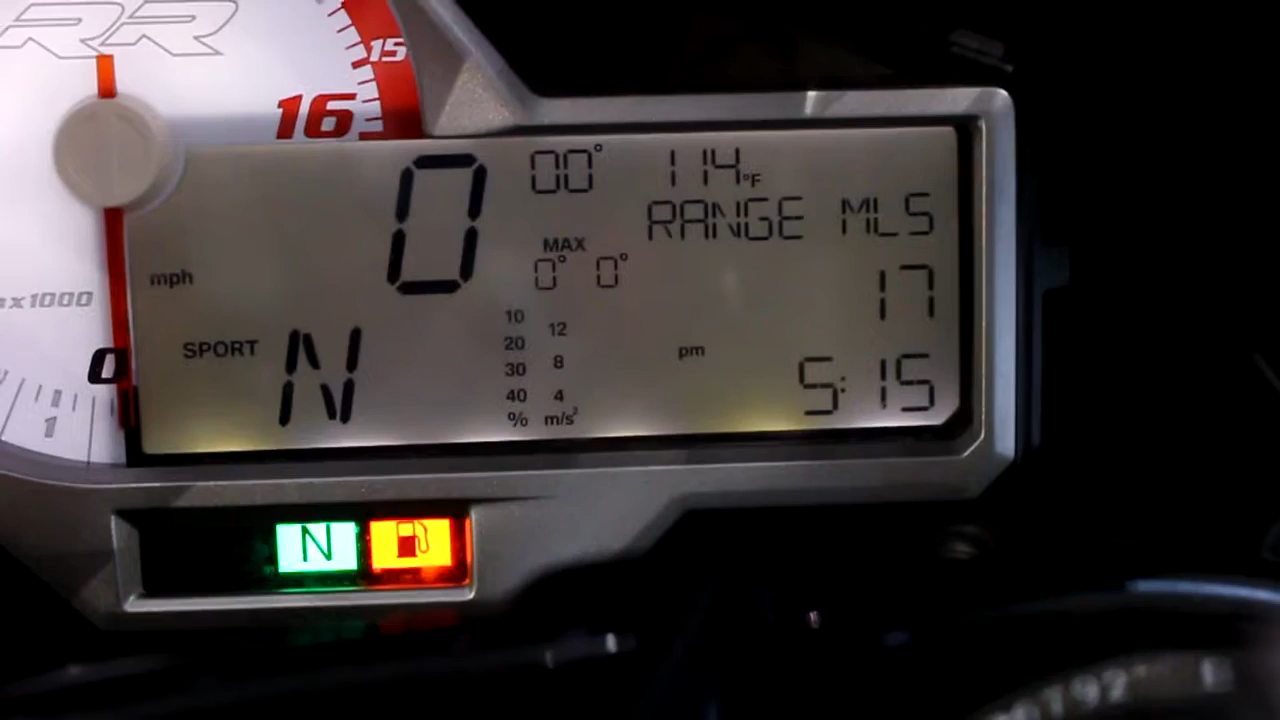 RR
15
16
0 00° 114°F
RANGE MLS
MAX
0° 0°
mph
17
x1000
10
12
20
SPORT N
pm
8
30
5:15
0
40 4
1
% m/s²
N